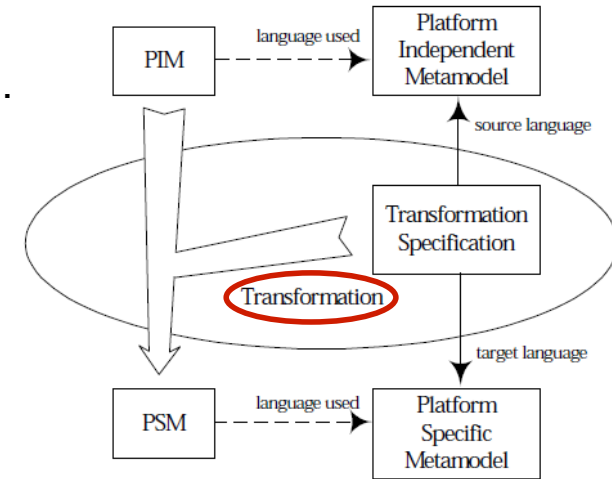 PIM
language used
Platform
Independent
Metamodel
source language
Transformation
Specification
Transformation
target language
PSM
language used
Platform
Specific
Metamodel